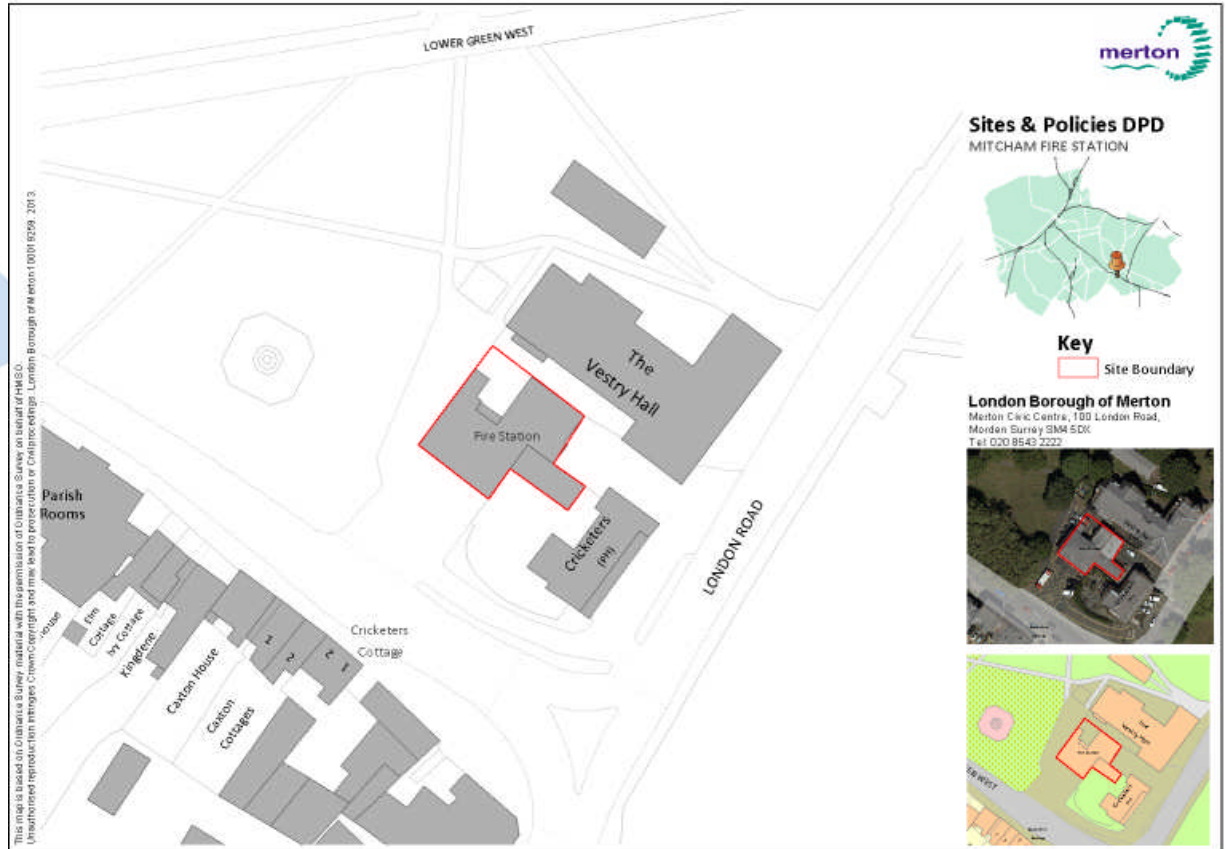 LOWER GREEN WEST
merton
Sites & Policies DPD
MITCHAM FIRE STATION
Key
Site Boundary
London Borough of Merton
Merton Civic Centre, 100 London Road,
Morden Surrey SM4 5DX
Tel: 020 8543 2222
The
Vestry Hall
Fire Station
Cricketers
(PH)
LONDON ROAD
Parish
Rooms
Elm
Cottage
Ivy Cottage
Kingdene
Caxton House
Caxton
Cottages
1
2
2
1
Cricketers
Cottage
This map is based on Ordnance Survey material with the permission of Ordnance Survey on behalf of HMSO.
Unauthorised reproduction infringes Crown Copyright and may lead to prosecution or Civil proceedings. London Borough of Merton 100019259. 2013.